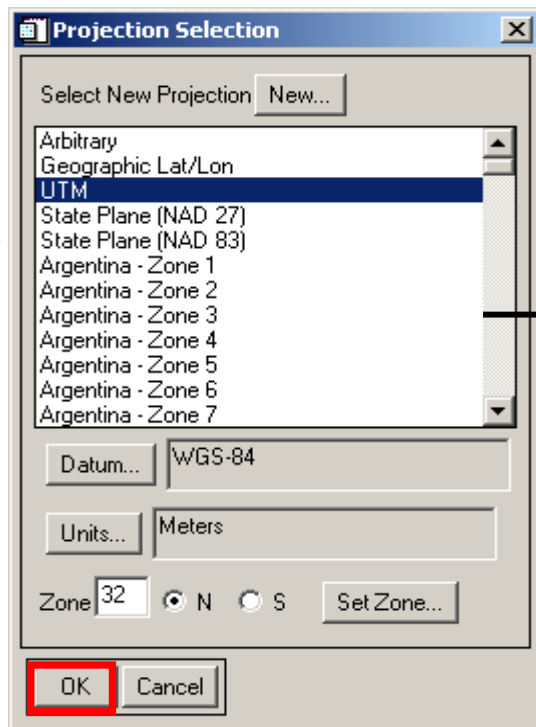 Projection Selection
Select New Projection New...
Arbitrary
Geographic Lat/Lon
UTM
State Plane (NAD 27)
State Plane (NAD 83)
Argentina - Zone 1
Argentina - Zone 2
Argentina - Zone 3
Argentina - Zone 4
Argentina - Zone 5
Argentina - Zone 6
Argentina - Zone 7
Datum... WGS-84
Units... Meters
Zone 32 N S Set Zone...
OK Cancel